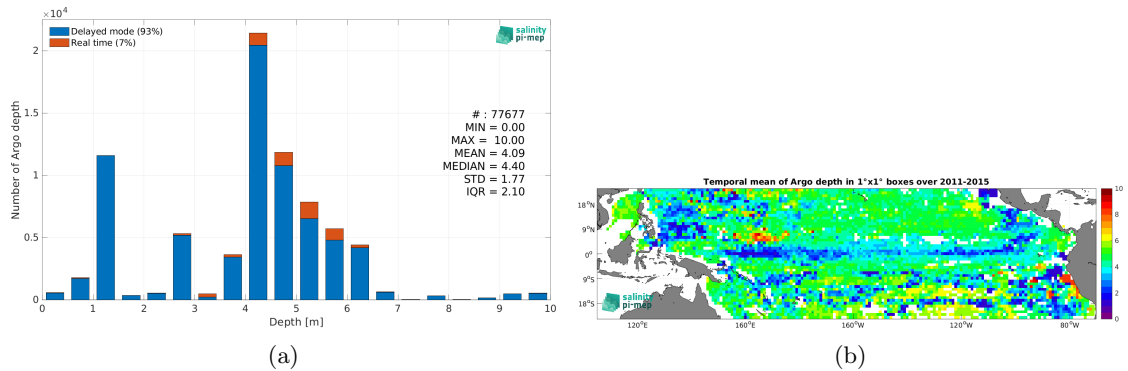 ×10⁴
Delayed mode (93%)
Real time (7%)
salinity
pi-mep
# : 77677
MIN = 0.00
MAX = 10.00
MEAN = 4.09
MEDIAN = 4.40
STD = 1.77
IQR = 2.10
Number of Argo depth
2
1.5
1
0.5
0
0 1 2 3 4 5 6 7 8 9 10
Depth [m]
(a)
Temporal mean of Argo depth in 1°x1° boxes over 2011-2015
18°N
9°N
0°
9°S
18°S
salinity
pi-mep
120°E 160°E 160°W 120°W 80°W
10
8
6
4
2
0
(b)